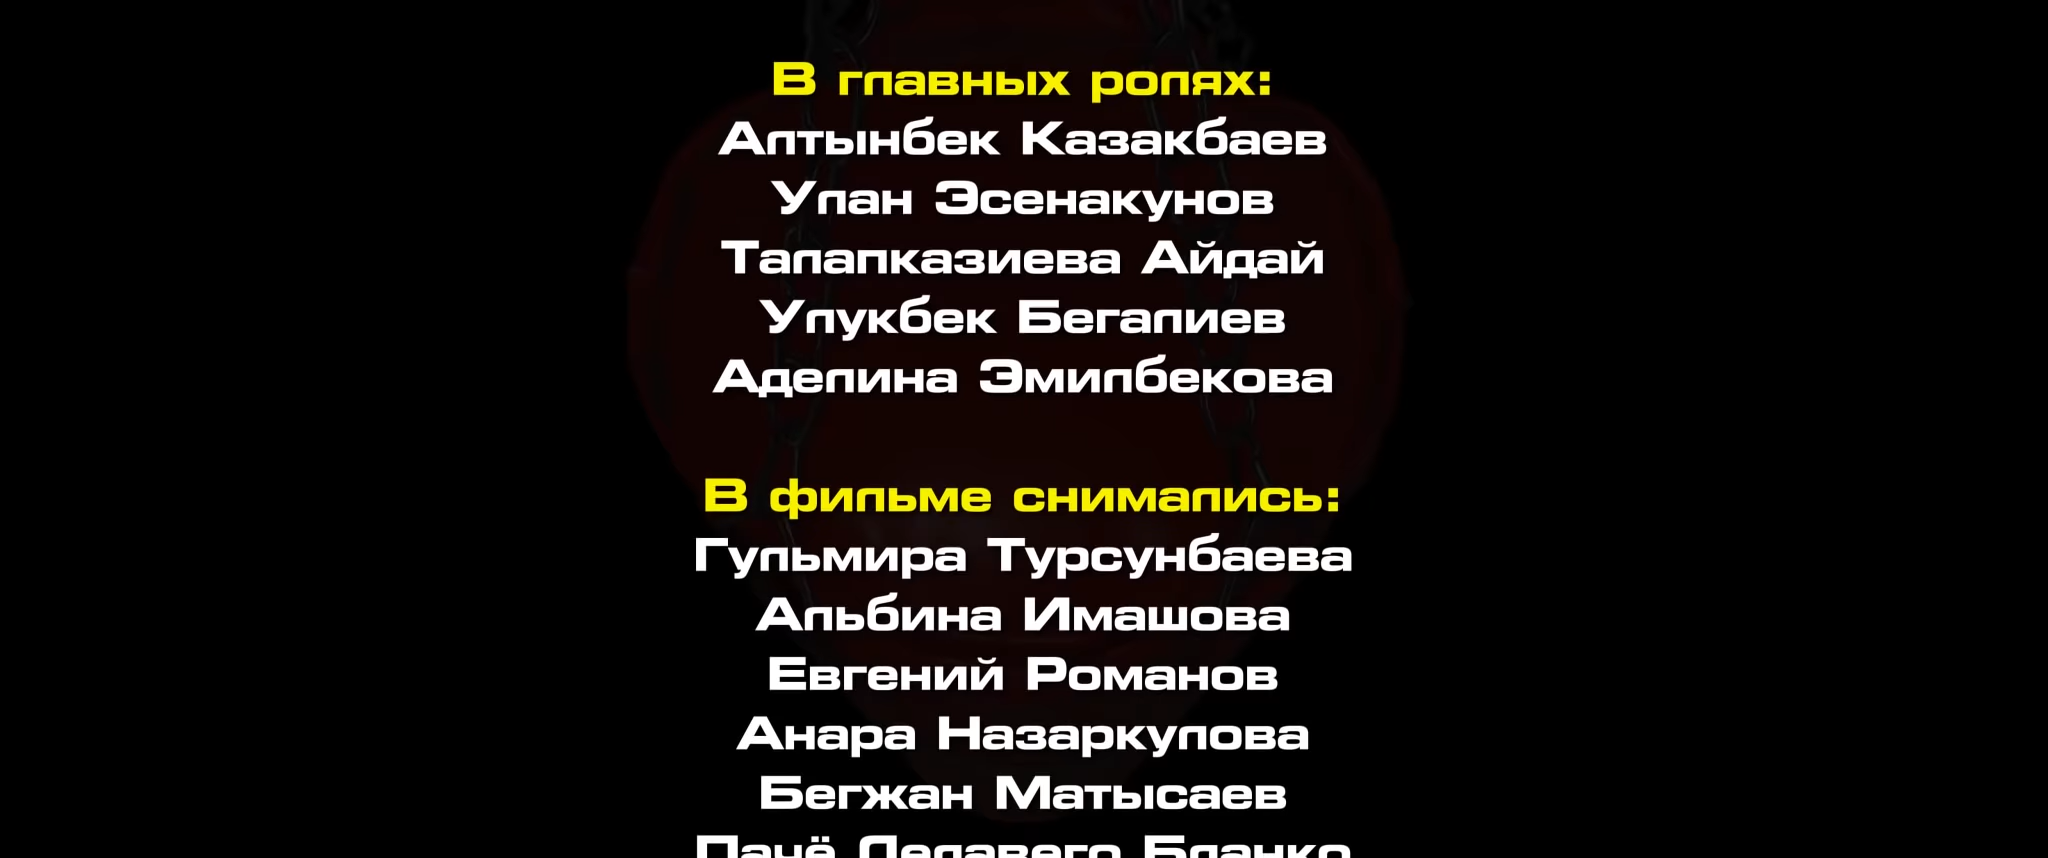 В главных ролях:
Алтынбек Казакбаев
Улан Эсенакунов
Талапказиева Айдай
Улукбек Бегалиев
Аделина Эмилбекова
В фильме снимались:
Гульмира Турсунбаева
Альбина Имашова
Евгений Романов
Анара Назаркулова
Бегжан Матысаев